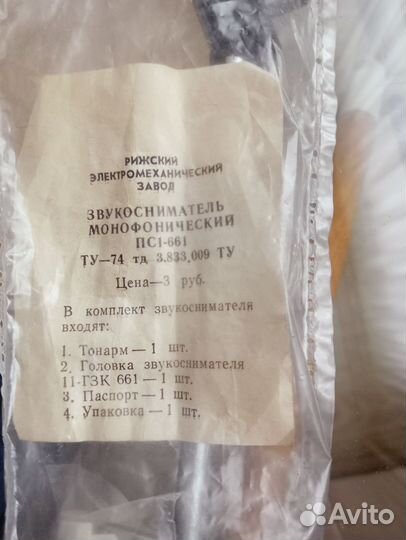 РИЖСКИЙ
ЭЛЕКТРОМЕХАНИЧЕСКИЙ
ЗАВОД
ЗВУКОСНИМАТЕЛЬ
МОНОФОНИЧЕСКИЙ
ПС1-661
ТУ—74 тд 3.833,009 ТУ
Цена—3 руб.
В комплект звукоснимателя
входят:
1. Тонарм — 1 шт.
2. Головка звукоснимателя
11-ГЗК 661 — 1 шт.
3. Паспорт — 1 шт.
4. Упаковка — 1 шт.
Avito